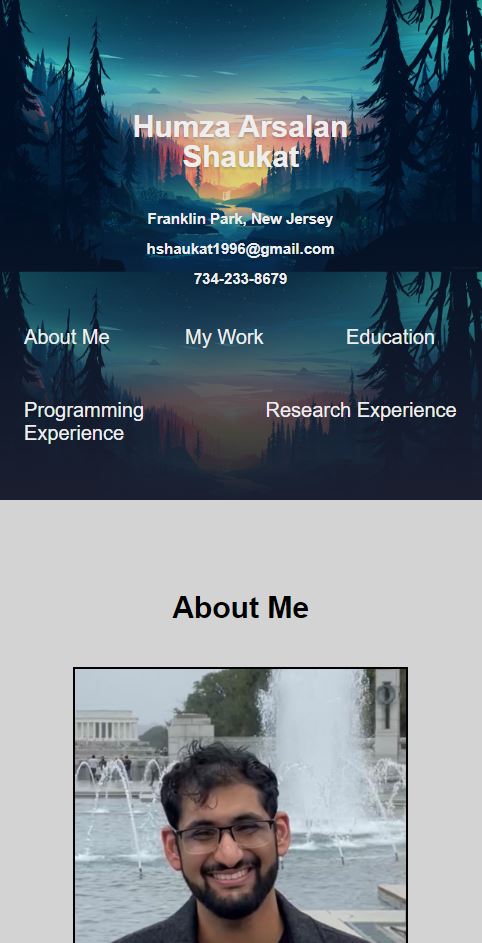 Humza Arsalan
Shaukat
Franklin Park, New Jersey
hshaukat1996@gmail.com
734-233-8679
About Me
My Work
Education
Programming
Experience
Research Experience
About Me